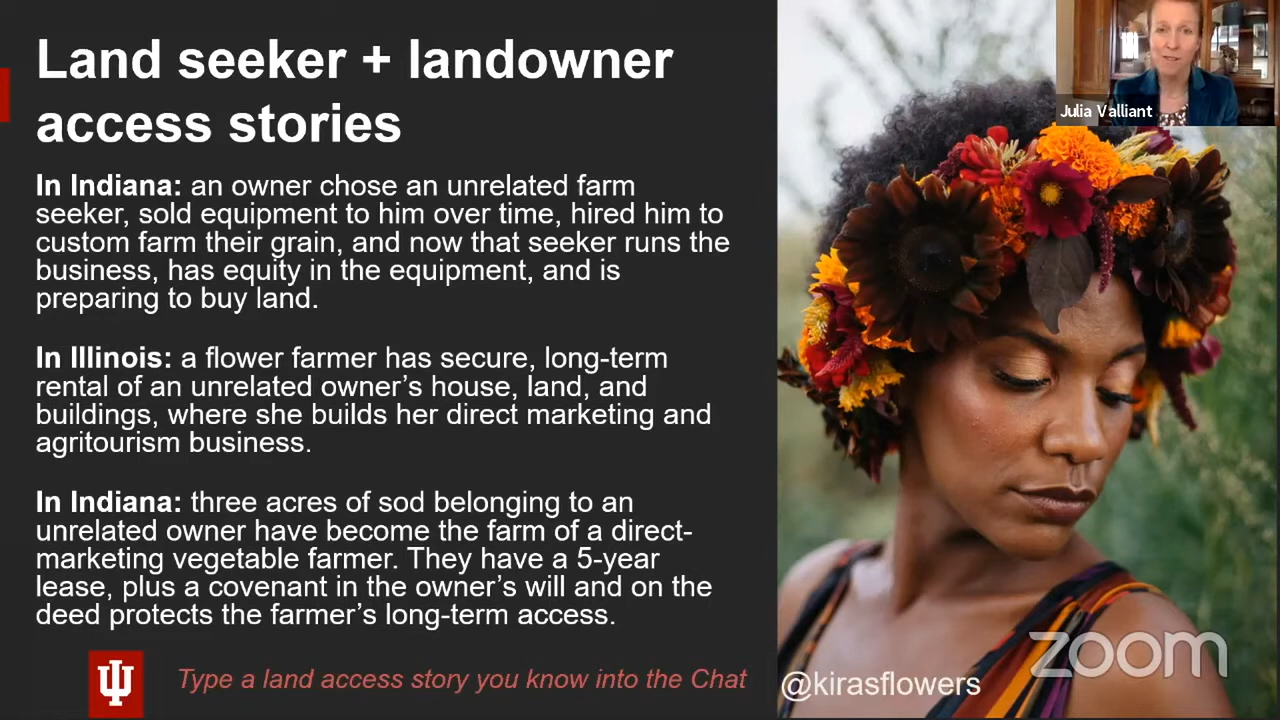 Land seeker + landowner
access stories
In Indiana: an owner chose an unrelated farm
seeker, sold equipment to him over time, hired him to
custom farm their grain, and now that seeker runs the
business, has equity in the equipment, and is
preparing to buy land.
In Illinois: a flower farmer has secure, long-term
rental of an unrelated owner’s house, land, and
buildings, where she builds her direct marketing and
agritourism business.
In Indiana: three acres of sod belonging to an
unrelated owner have become the farm of a direct-
marketing vegetable farmer. They have a 5-year
lease, plus a covenant in the owner’s will and on the
deed protects the farmer’s long-term access.
Type a land access story you know into the Chat
@kirasflowers
Julia Valliant
zoom